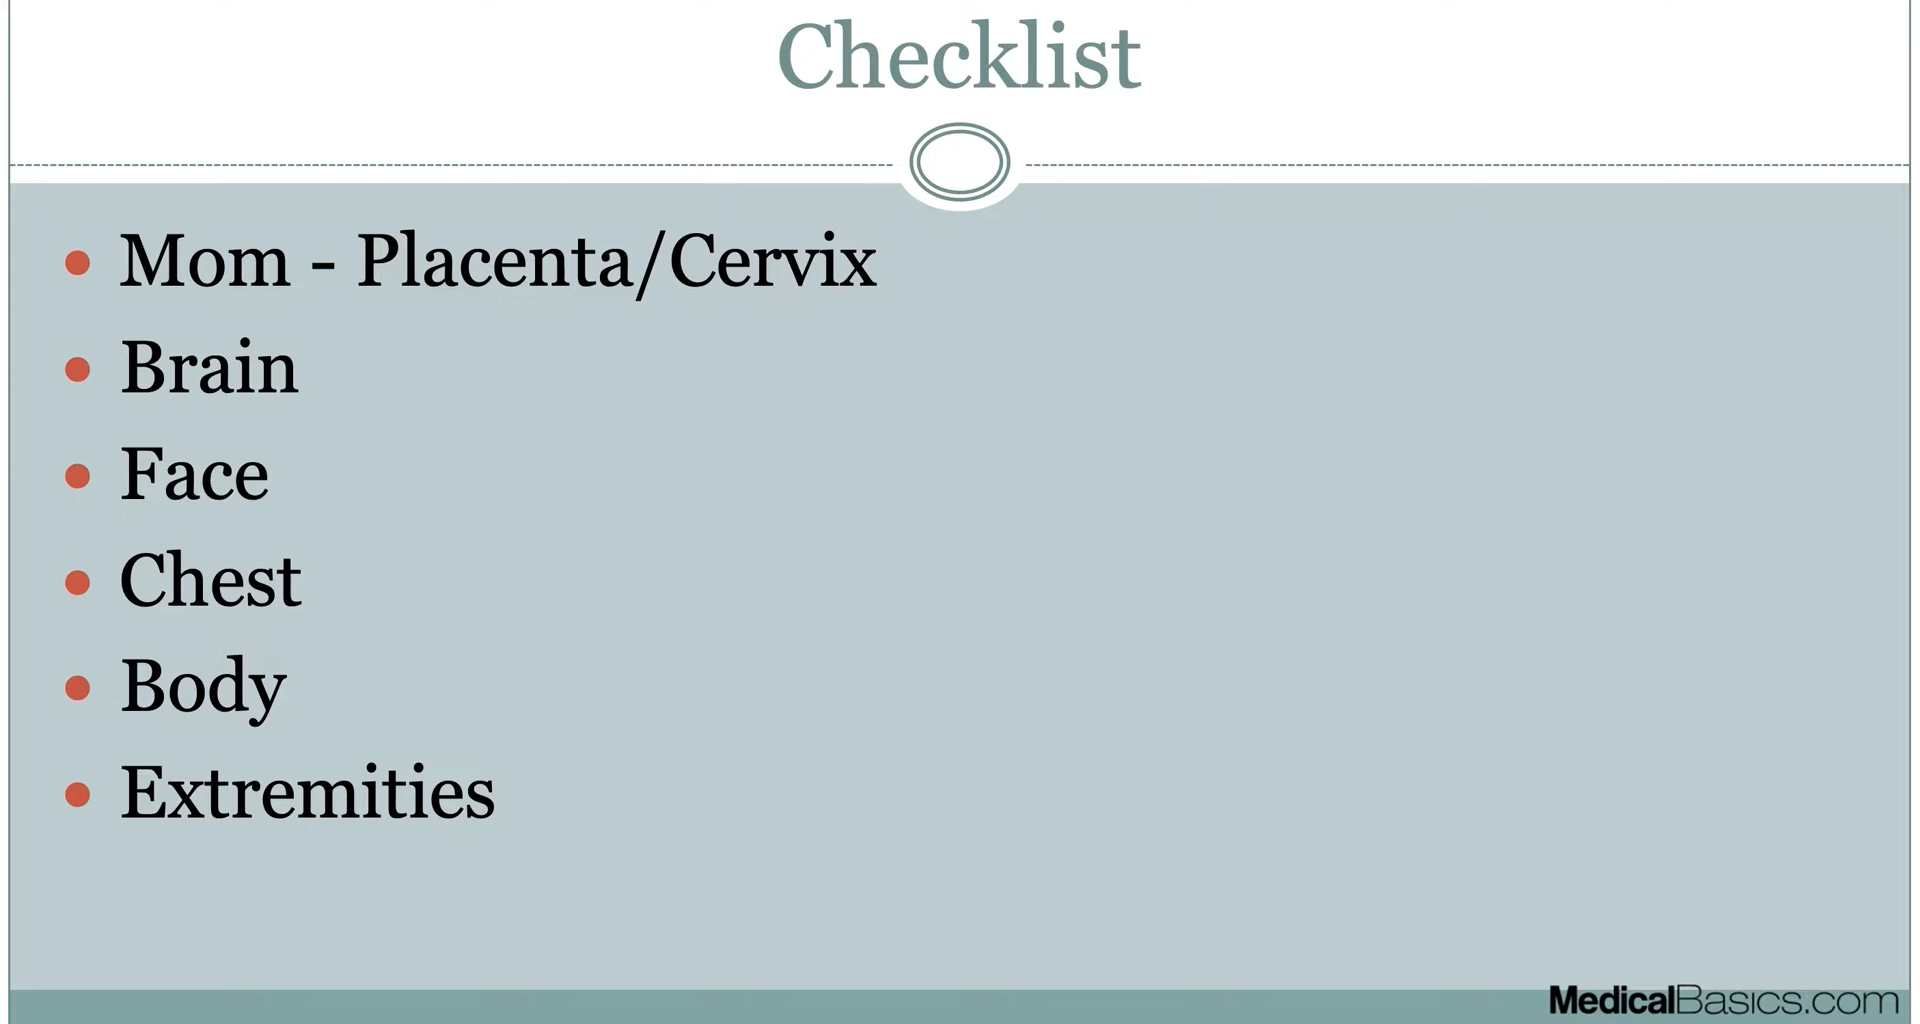 Checklist
Mom - Placenta/Cervix
Brain
Face
Chest
Body
Extremities
MedicalBasics.com